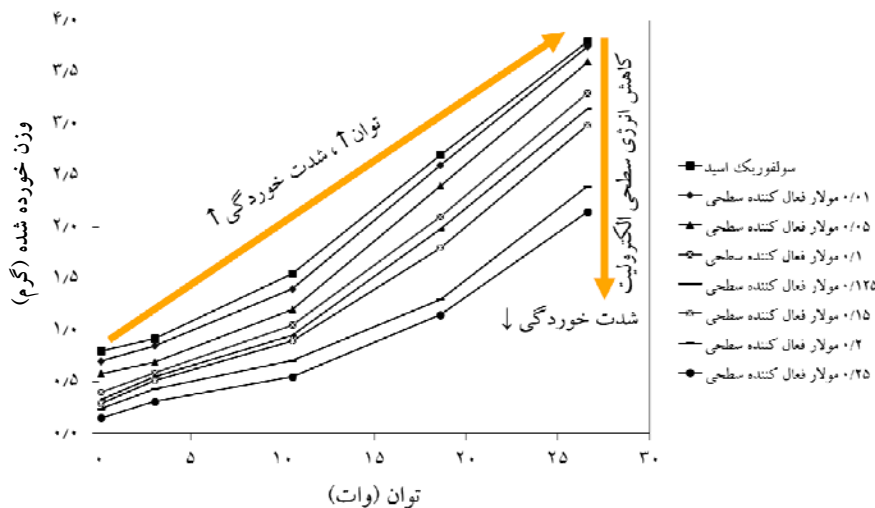 ۴/۰
۳/۵
۳/۰
۲/۵
۲/۰
۱/۵
۱/۰
۰/۵
۰/۰
وزن خورده شده (گرم)
توان ↑، شدت خوردگی ↑
کاهش انرژی سطحی الکترولیت
شدت خوردگی ↓
سولفوریک اسید
۰/۰۱ مولار فعال کننده سطحی
۰/۰۵ مولار فعال کننده سطحی
۰/۱ مولار فعال کننده سطحی
۰/۱۲۵ مولار فعال کننده سطحی
۰/۱۵ مولار فعال کننده سطحی
۰/۲ مولار فعال کننده سطحی
۰/۲۵ مولار فعال کننده سطحی
۰ ۵ ۱۰ ۱۵ ۲۰ ۲۵ ۳۰
توان (وات)